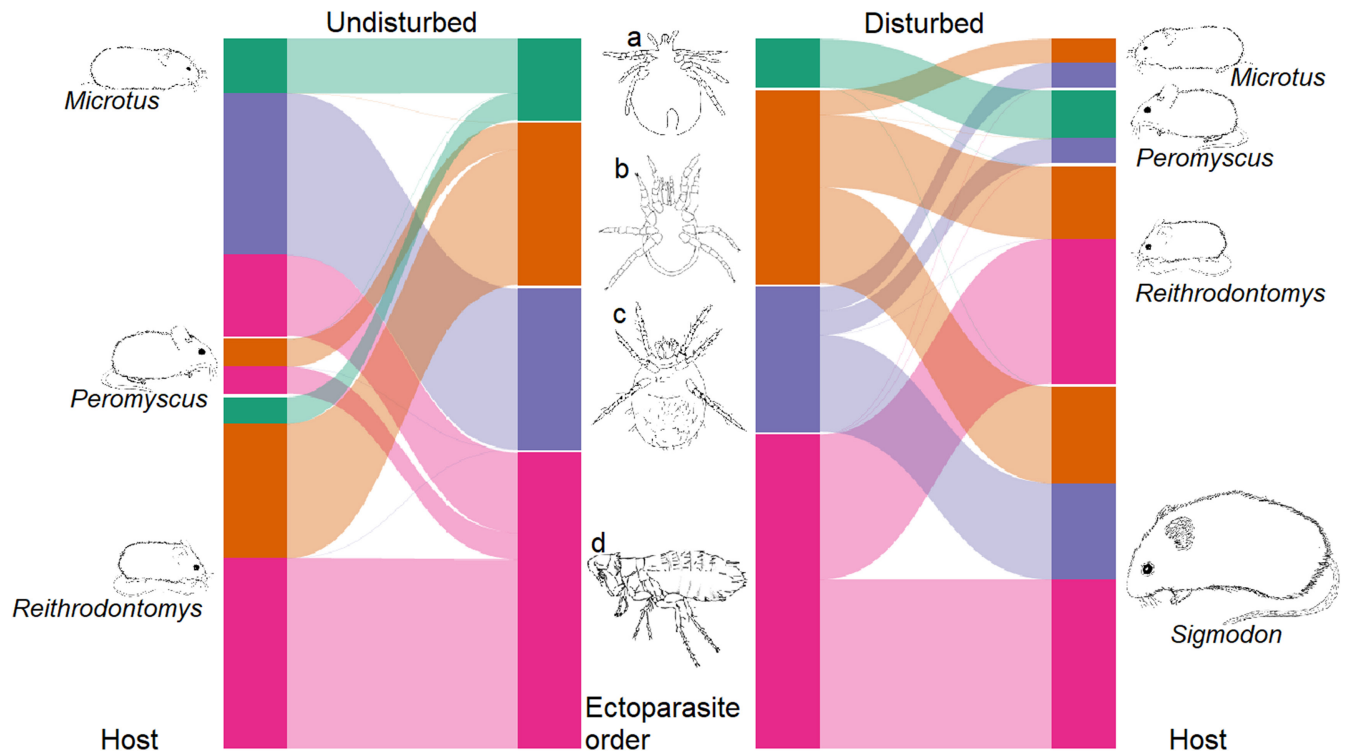 Undisturbed
Disturbed
a
Microtus
Microtus
b
Peromyscus
Peromyscus
c
Reithrodontomys
d
Reithrodontomys
Sigmodon
Ectoparasite
order
Host
Host